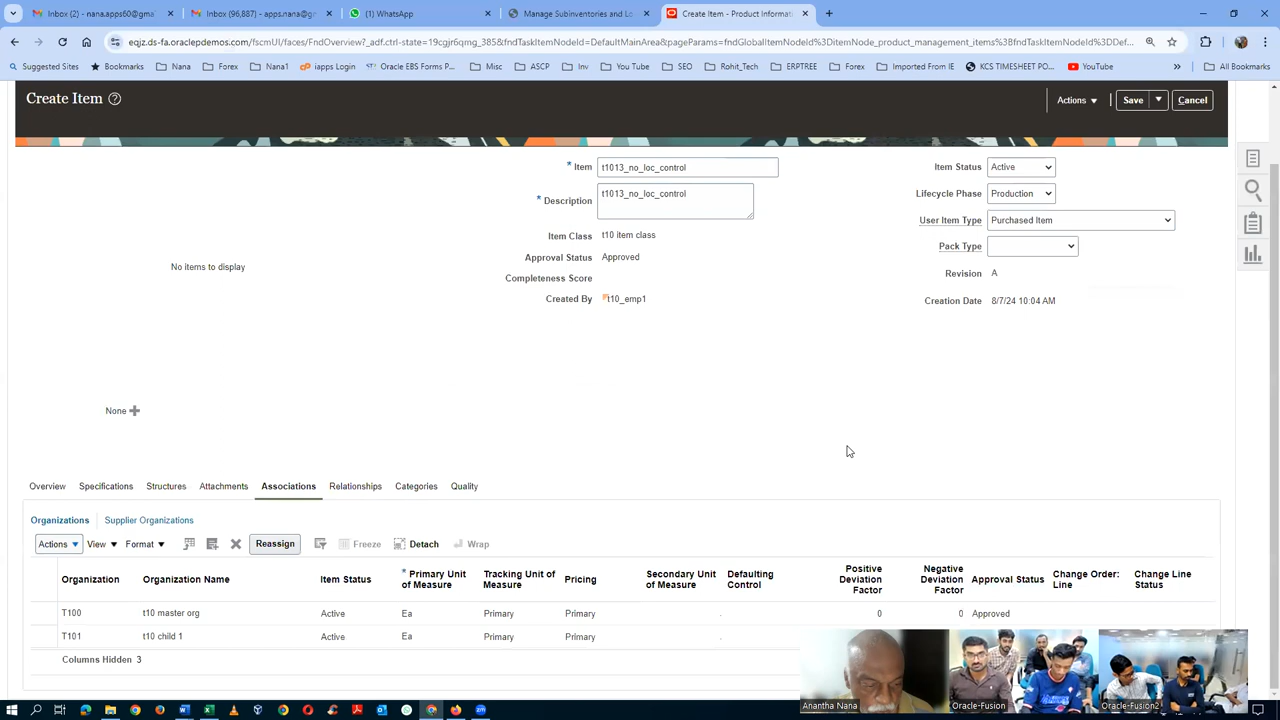 Inbox (2) - nana.apps60@gmail.c
Inbox (96,887) - apps.nana@gr
(1) WhatsApp
Manage Subinventories and Lo
Create Item - Product Informati
eqjz.ds-fa.oraclepdemos.com/fscmUI/faces/FndOverview?_adf.ctrl-state=19cgjr6qmg_385&fndTaskItemNodeId=DefaultMainArea&pageParams=fndGlobalItemNodeId%3DitemNode_product_management_items%3BfndTaskItemNodeId%3DDef...
Suggested Sites
Bookmarks
Nana
Forex
Nana1
iapps Login
Oracle EBS Forms P...
Misc
ASCP
Inv
You Tube
SEO
Rohit_Tech
ERPTREE
Forex
Imported From IE
KCS TIMESHEET PO...
YouTube
All Bookmarks
Create Item
Actions
Save
Cancel
* Item t1013_no_loc_control
Item Status Active
* Description t1013_no_loc_control
Lifecycle Phase Production
User Item Type Purchased Item
Item Class t10 item class
Pack Type
Approval Status Approved
No items to display
Revision A
Completeness Score
Created By t10_emp1
Creation Date 8/7/24 10:04 AM
None
Overview Specifications Structures Attachments Associations Relationships Categories Quality
Organizations Supplier Organizations
Actions View Format Reassign Freeze Detach Wrap
Organization Organization Name Item Status * Primary Unit of Measure Tracking Unit of Measure Pricing Secondary Unit of Measure Defaulting Control Positive Deviation Factor Negative Deviation Factor Approval Status Change Order: Line Change Line Status
T100 t10 master org Active Ea Primary Primary 0 0 Approved
T101 t10 child 1 Active Ea Primary Primary
Columns Hidden 3
Anantha Nana
Oracle-Fusion
Oracle-Fusion2